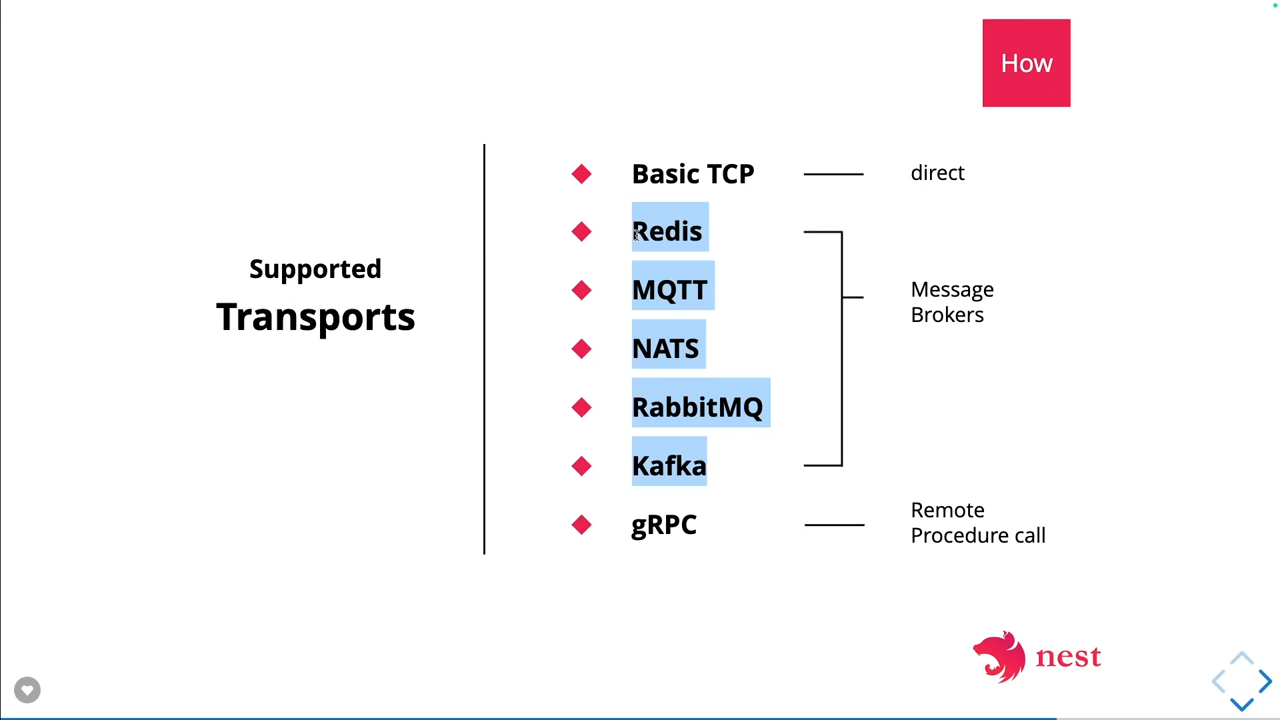 How
Supported
Transports
Basic TCP
direct
Redis
MQTT
NATS
RabbitMQ
Kafka
Message
Brokers
gRPC
Remote
Procedure call
nest